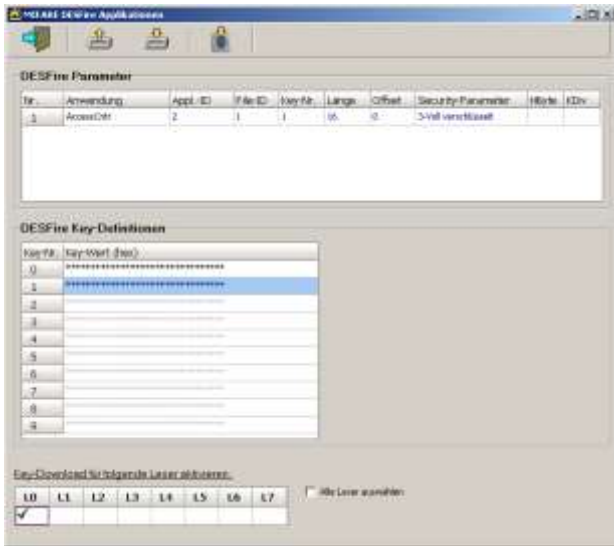 MIFARE DESFire Applikationen
DESFire Parameter
Nr. Anwendung Appl.-ID File-ID Key-Nr. Länge Offset Security-Parameter HByte KDiv
1 AccessCntr 2 1 1 16 0 3-Voll verschlüsselt
DESFire Key-Definitionen
Key-Nr. Key-Wert (hex)
0 **********************************
1 **********************************
2
3
4
5
6
7
8
9
Key-Download für folgende Leser aktivieren:
L0 L1 L2 L3 L4 L5 L6 L7
Alle Leser auswählen